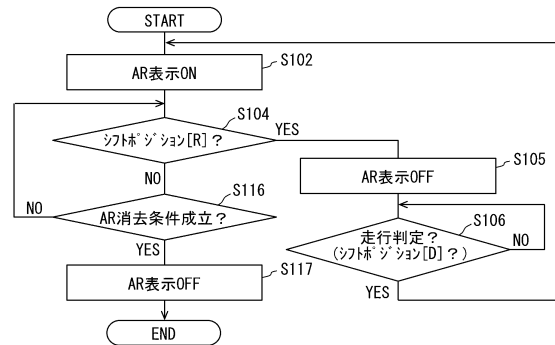 START
AR表示ON
S102
シフトポジション[R]？
S104
YES
NO
AR表示OFF
S105
AR消去条件成立？
S116
NO
YES
走行判定？
(シフトポジション[D]？)
S106
NO
YES
AR表示OFF
S117
END